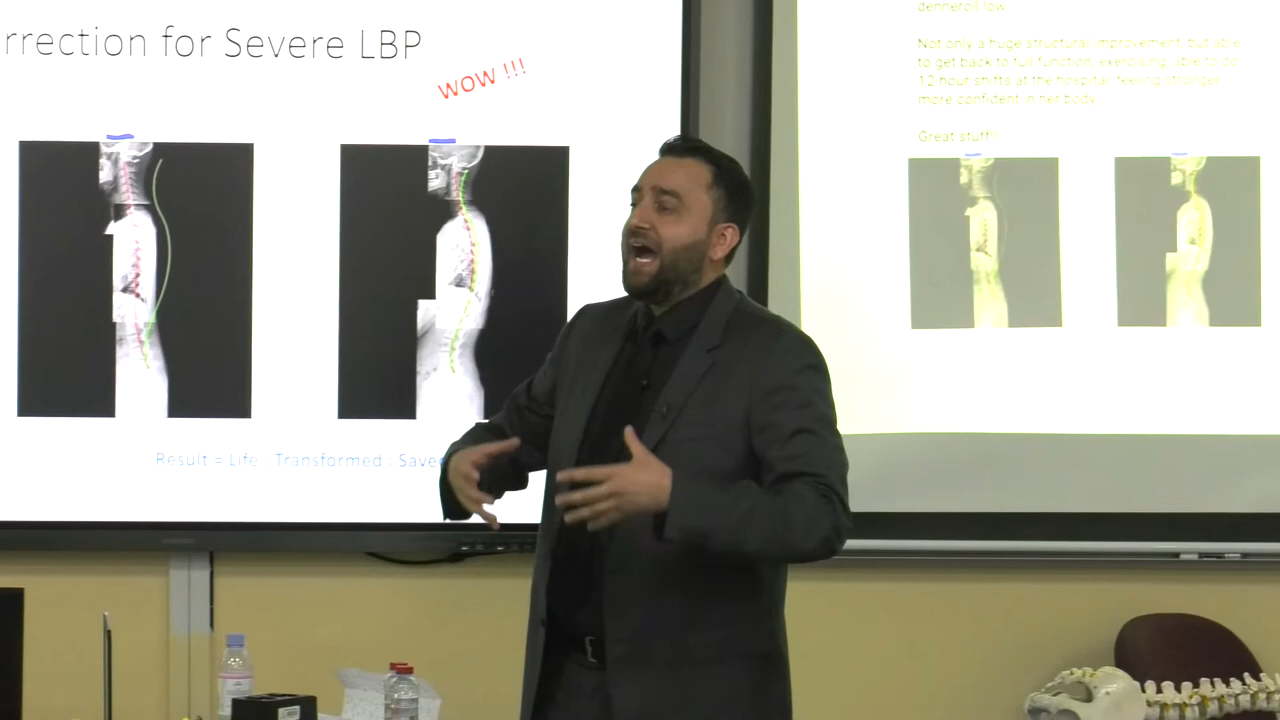 rrection for Severe LBP
wow !!!
Result = Life Transformed : Save
denneroll low
Not only a huge structural improvement, but able
to get back to full function, exercising, able to do
12 hour shifts at the hospital, feeling stronger
more confident in her body.
Great stuff!!